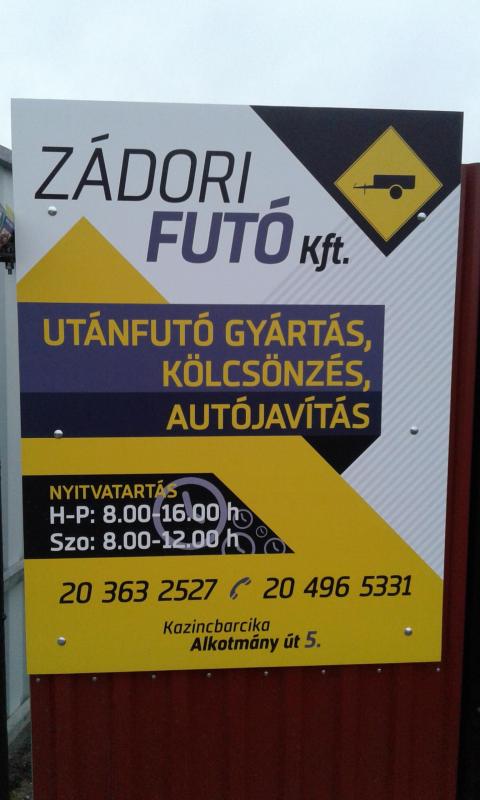 ZÁDORI
FUTÓ Kft.
UTÁNFUTÓ GYÁRTÁS,
KÖLCSÖNZÉS,
AUTÓJAVÍTÁS
NYITVATARTÁS
H-P: 8.00-16.00 h
Szo: 8.00-12.00 h
20 363 2527 20 496 5331
Kazincbarcika
Alkotmány út 5.